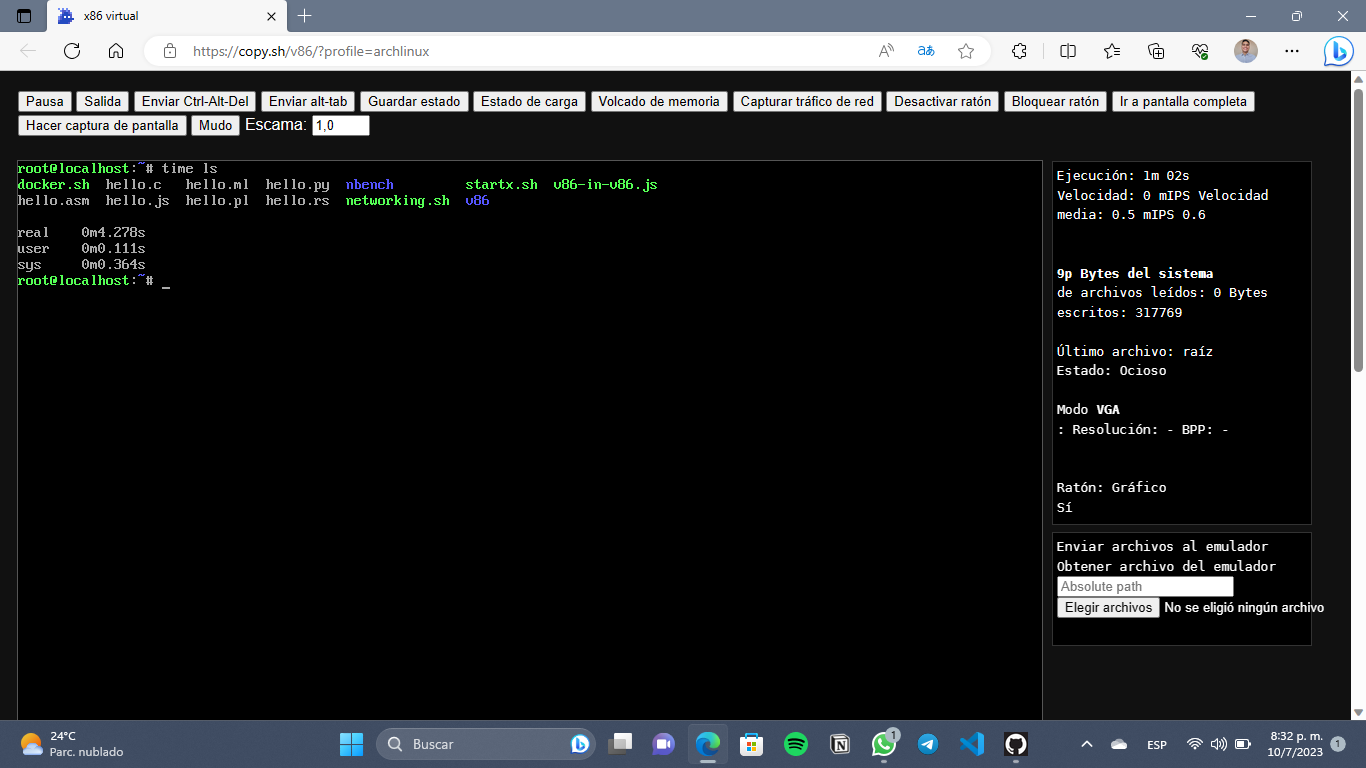 x86 virtual
https://copy.sh/v86/?profile=archlinux
Pausa Salida Enviar Ctrl-Alt-Del Enviar alt-tab Guardar estado Estado de carga Volcado de memoria Capturar tráfico de red Desactivar ratón Bloquear ratón Ir a pantalla completa
Hacer captura de pantalla Mudo Escama: 1,0
root@localhost:~# time ls
docker.sh hello.c hello.ml hello.py nbench startx.sh v86-in-v86.js
hello.asm hello.js hello.pl hello.rs networking.sh v86
real 0m4.278s
user 0m0.111s
sys 0m0.364s
root@localhost:~# _
Ejecución: 1m 02s
Velocidad: 0 mIPS Velocidad
media: 0.5 mIPS 0.6
9p Bytes del sistema
de archivos leídos: 0 Bytes
escritos: 317769
Último archivo: raíz
Estado: Ocioso
Modo VGA
: Resolución: - BPP: -
Ratón: Gráfico
Sí
Enviar archivos al emulador
Obtener archivo del emulador
Absolute path
Elegir archivos No se eligió ningún archivo
24°C
Parc. nublado
Buscar
1
ESP
8:32 p. m.
10/7/2023
1